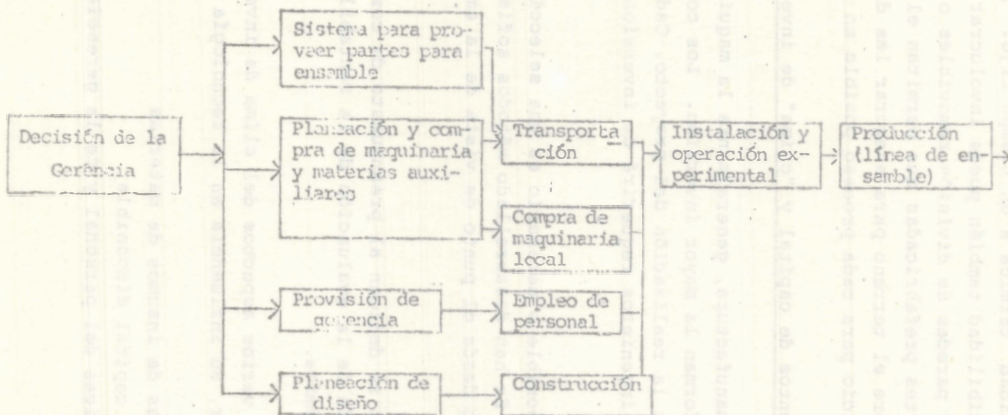 Sistema para pro-
veer partes para
ensamble
Decisión de la
Gerencia
Planeación y com-
pra de maquinaria
y materias auxi-
liares
Transporta
ción
Instalación y
operación ex-
perimental
Producción
(línea de en-
samble)
Compra de
maquinaria
local
Provisión de
gerencia
Empleo de
personal
Planeación de
diseño
Construcción